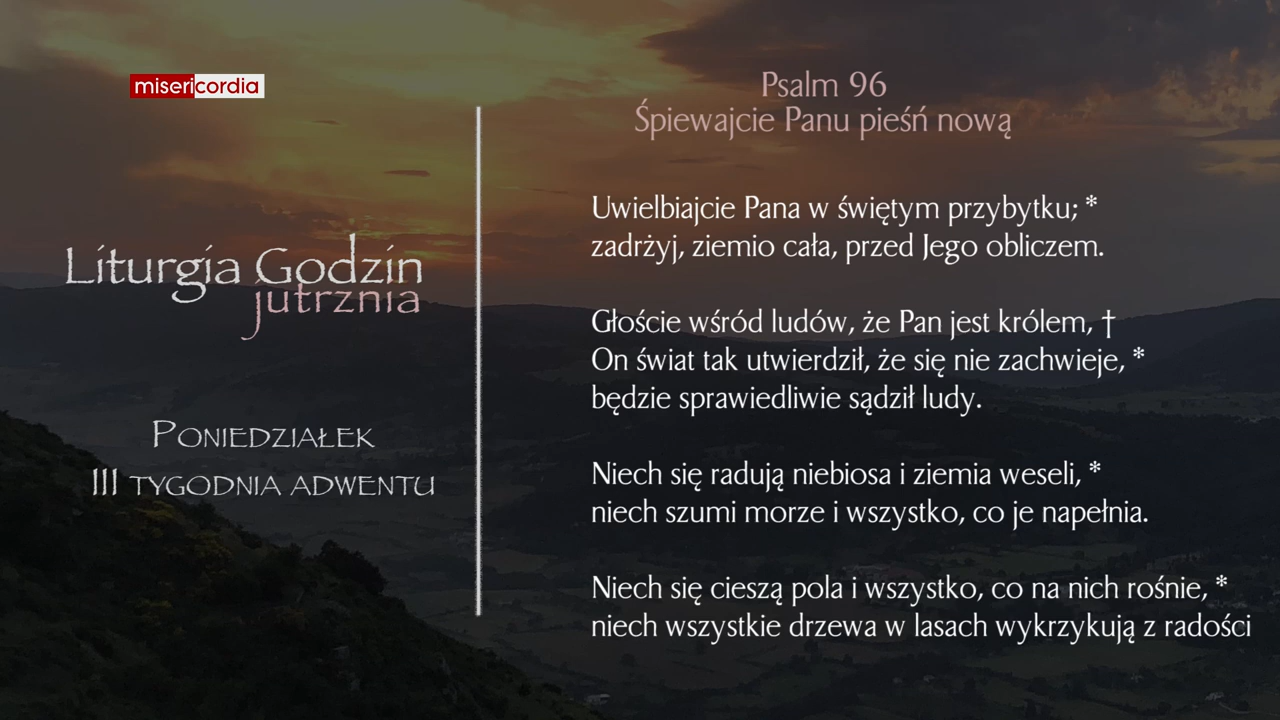 misericordia
Liturgia Godzin
jutrznia
Poniedziałek
III tygodnia adwentu
Psalm 96
Śpiewajcie Panu pieśń nową
Uwielbiajcie Pana w świętym przybytku; *
zadrżyj, ziemio cała, przed Jego obliczem.
Głoście wśród ludów, że Pan jest królem, †
On świat tak utwierdził, że się nie zachwieje, *
będzie sprawiedliwie sądził ludy.
Niech się radują niebiosa i ziemia weseli, *
niech szumi morze i wszystko, co je napełnia.
Niech się cieszą pola i wszystko, co na nich rośnie, *
niech wszystkie drzewa w lasach wykrzykują z radości